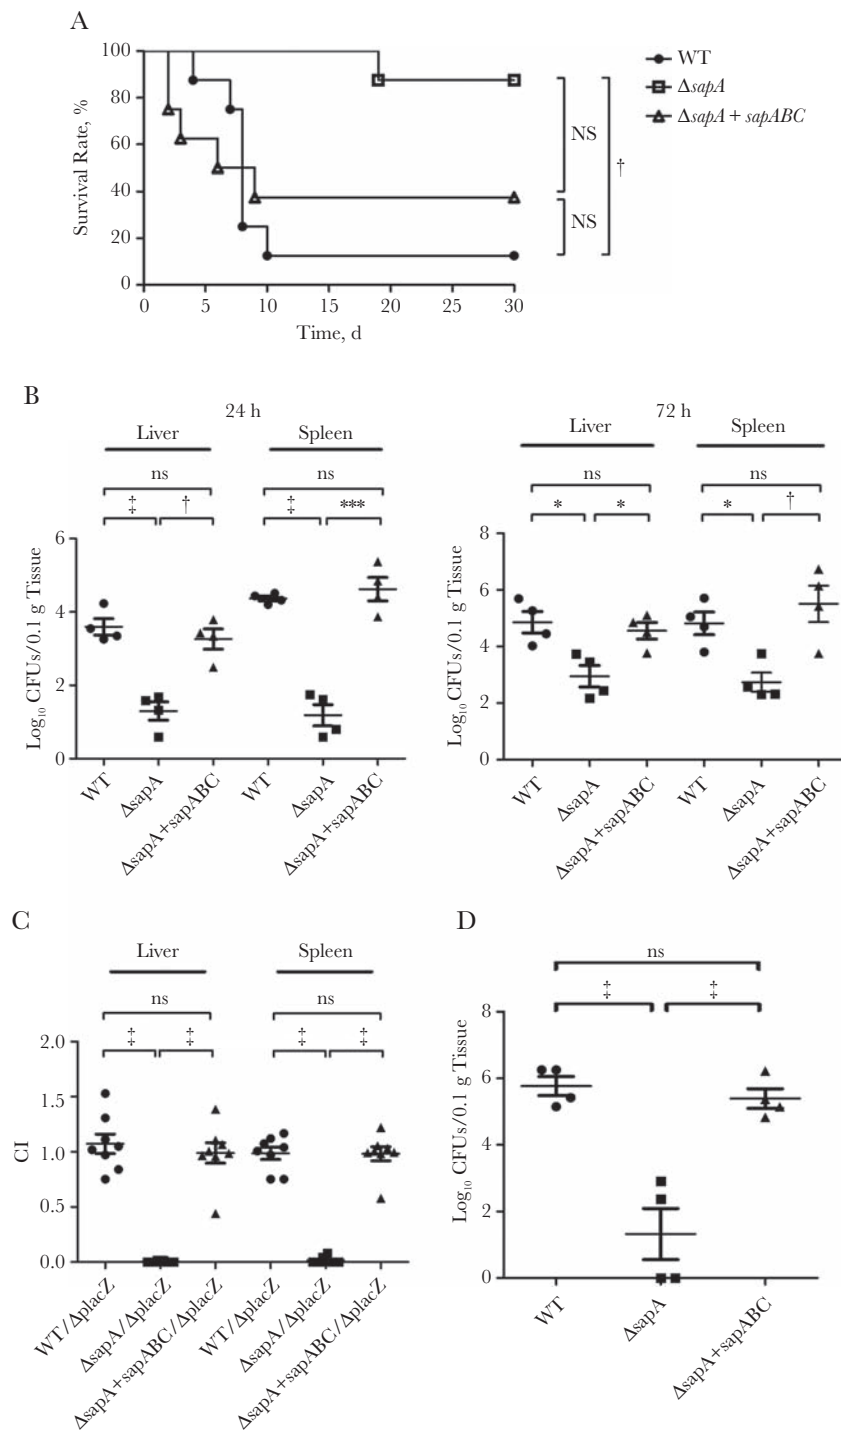 A
100
80
60
40
20
0
Survival Rate, %
0 5 10 15 20 25 30
Time, d
WT
ΔsapA
ΔsapA + sapABC
NS
NS
†
B
24 h
Liver Spleen
ns ns
‡ † ‡ ***
6
4
2
0
Log₁₀ CFUs/0.1 g Tissue
WT
ΔsapA
ΔsapA+sapABC
WT
ΔsapA
ΔsapA+sapABC
72 h
Liver Spleen
ns ns
* * * †
8
6
4
2
0
Log₁₀ CFUs/0.1 g Tissue
WT
ΔsapA
ΔsapA+sapABC
WT
ΔsapA
ΔsapA+sapABC
C
Liver Spleen
ns ns
‡ ‡ ‡ ‡
2.0
1.5
1.0
0.5
0.0
CI
WT/ΔplacZ
ΔsapA/ΔplacZ
ΔsapA+sapABC/ΔplacZ
WT/ΔplacZ
ΔsapA/ΔplacZ
ΔsapA+sapABC/ΔplacZ
D
ns
‡ ‡
8
6
4
2
0
Log₁₀ CFUs/0.1 g Tissue
WT
ΔsapA
ΔsapA+sapABC